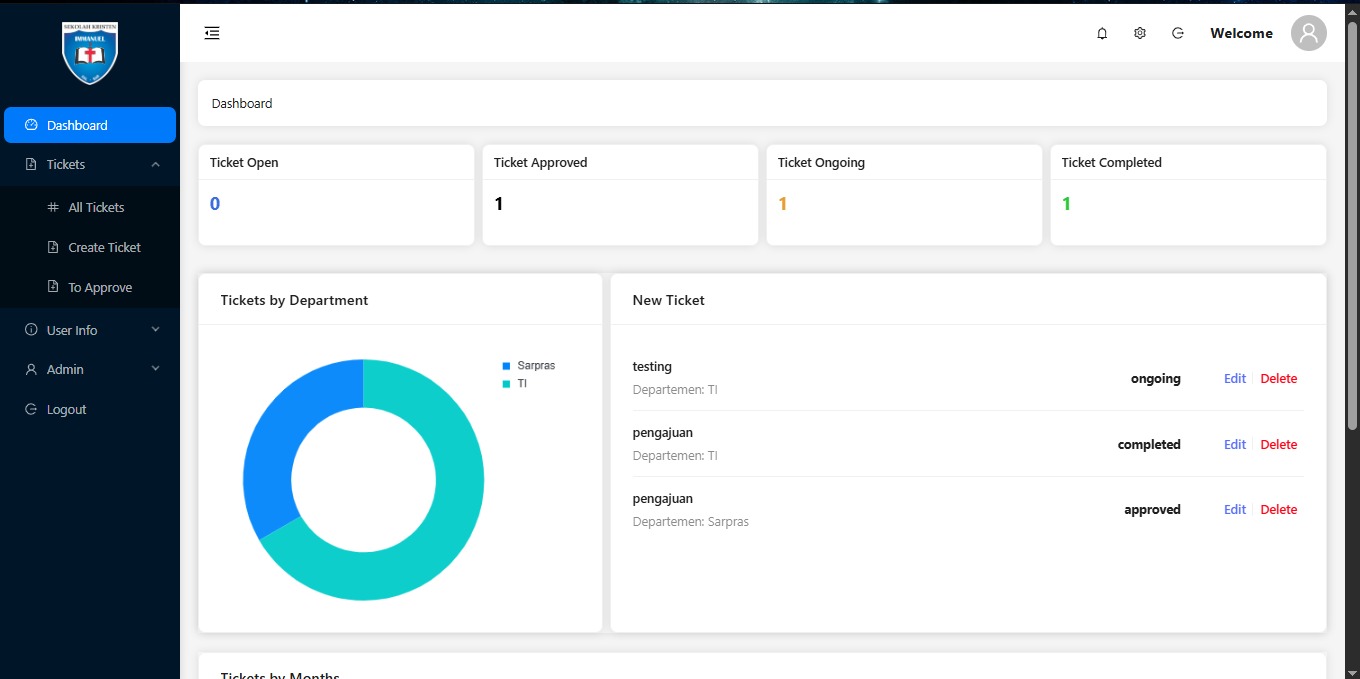 SEKOLAH KRISTEN
IMMANUEL
Welcome
Dashboard
Tickets
All Tickets
Create Ticket
To Approve
User Info
Admin
Logout
Dashboard
Ticket Open
0
Ticket Approved
1
Ticket Ongoing
1
Ticket Completed
1
Tickets by Department
Sarpras
TI
New Ticket
testing
Departemen: TI
ongoing Edit Delete
pengajuan
Departemen: TI
completed Edit Delete
pengajuan
Departemen: Sarpras
approved Edit Delete
Tickets by Months